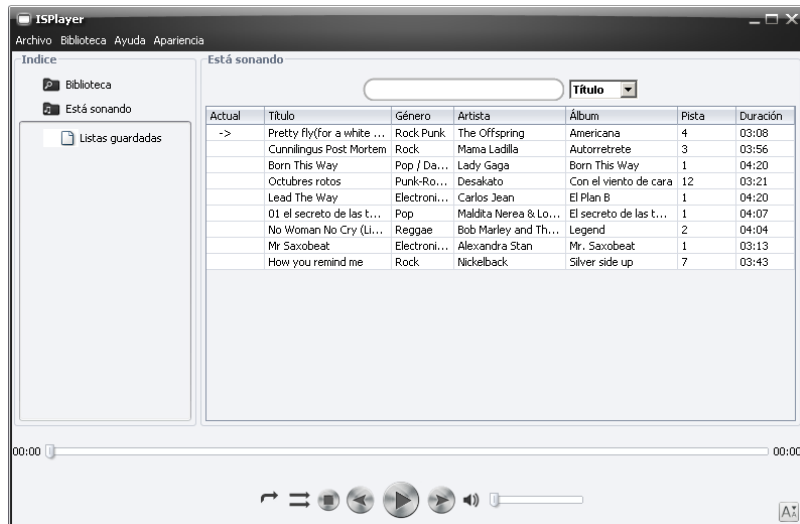 ISPlayer
Archivo Biblioteca Ayuda Apariencia
Indice
Biblioteca
Está sonando
Listas guardadas
Está sonando
Título
Actual Título Género Artista Álbum Pista Duración
-> Pretty fly(for a white ... Rock Punk The Offspring Americana 4 03:08
Cunnilingus Post Mortem Rock Mama Ladilla Autorretrete 3 03:56
Born This Way Pop / Da... Lady Gaga Born This Way 1 04:20
Octubres rotos Punk-Ro... Desakato Con el viento de cara 12 03:21
Lead The Way Electroni... Carlos Jean El Plan B 1 04:20
01 el secreto de las t... Pop Maldita Nerea & Lo... El secreto de las t... 1 04:07
No Woman No Cry (Li... Reggae Bob Marley and Th... Legend 2 04:04
Mr Saxobeat Electroni... Alexandra Stan Mr. Saxobeat 1 03:13
How you remind me Rock Nickelback Silver side up 7 03:43
00:00 00:00